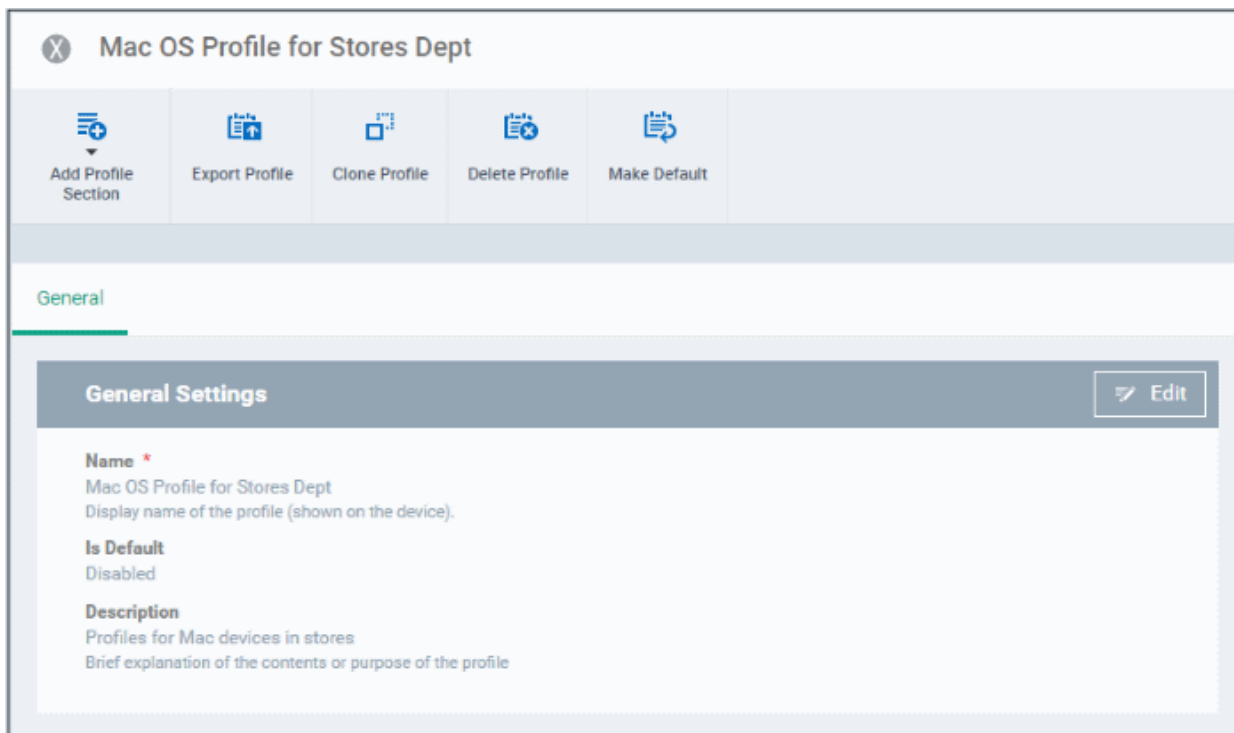 Mac OS Profile for Stores Dept
Add Profile
Section
Export Profile
Clone Profile
Delete Profile
Make Default
General
General Settings
Edit
Name *
Mac OS Profile for Stores Dept
Display name of the profile (shown on the device).
Is Default
Disabled
Description
Profiles for Mac devices in stores
Brief explanation of the contents or purpose of the profile